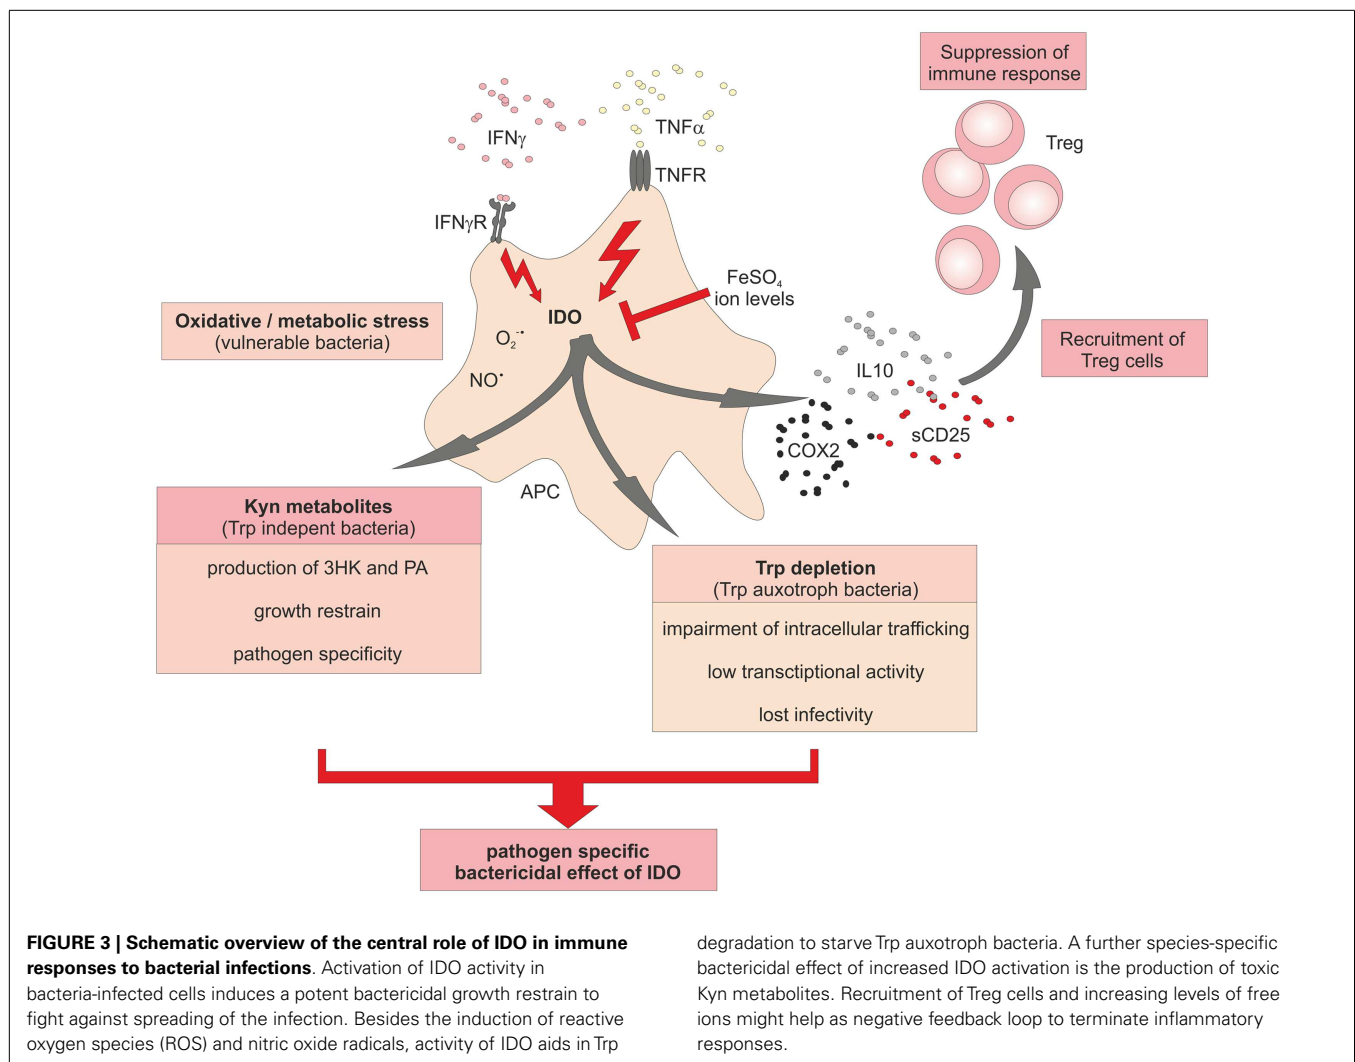 Suppression of
immune response
Treg
IFNγ
TNFα
TNFR
IFNγR
FeSO₄
ion levels
IDO
Oxidative / metabolic stress
(vulnerable bacteria)
O₂⁻•
NO•
Recruitment of
Treg cells
IL10
sCD25
COX2
APC
Kyn metabolites
(Trp indepent bacteria)
production of 3HK and PA
growth restrain
pathogen specificity
Trp depletion
(Trp auxotroph bacteria)
impairment of intracellular trafficking
low transctiptional activity
lost infectivity
pathogen specific
bactericidal effect of IDO
FIGURE 3 | Schematic overview of the central role of IDO in immune
responses to bacterial infections. Activation of IDO activity in
bacteria-infected cells induces a potent bactericidal growth restrain to
fight against spreading of the infection. Besides the induction of reactive
oxygen species (ROS) and nitric oxide radicals, activity of IDO aids in Trp
degradation to starve Trp auxotroph bacteria. A further species-specific
bactericidal effect of increased IDO activation is the production of toxic
Kyn metabolites. Recruitment of Treg cells and increasing levels of free
ions might help as negative feedback loop to terminate inflammatory
responses.